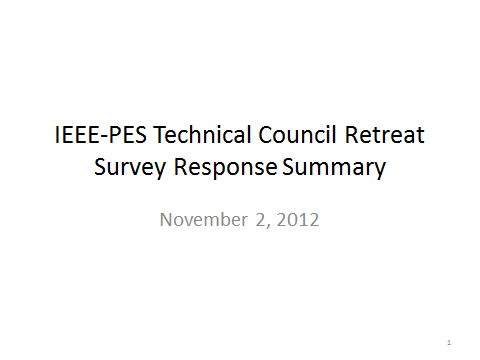 IEEE-PES Technical Council Retreat
Survey Response Summary
November 2, 2012
1